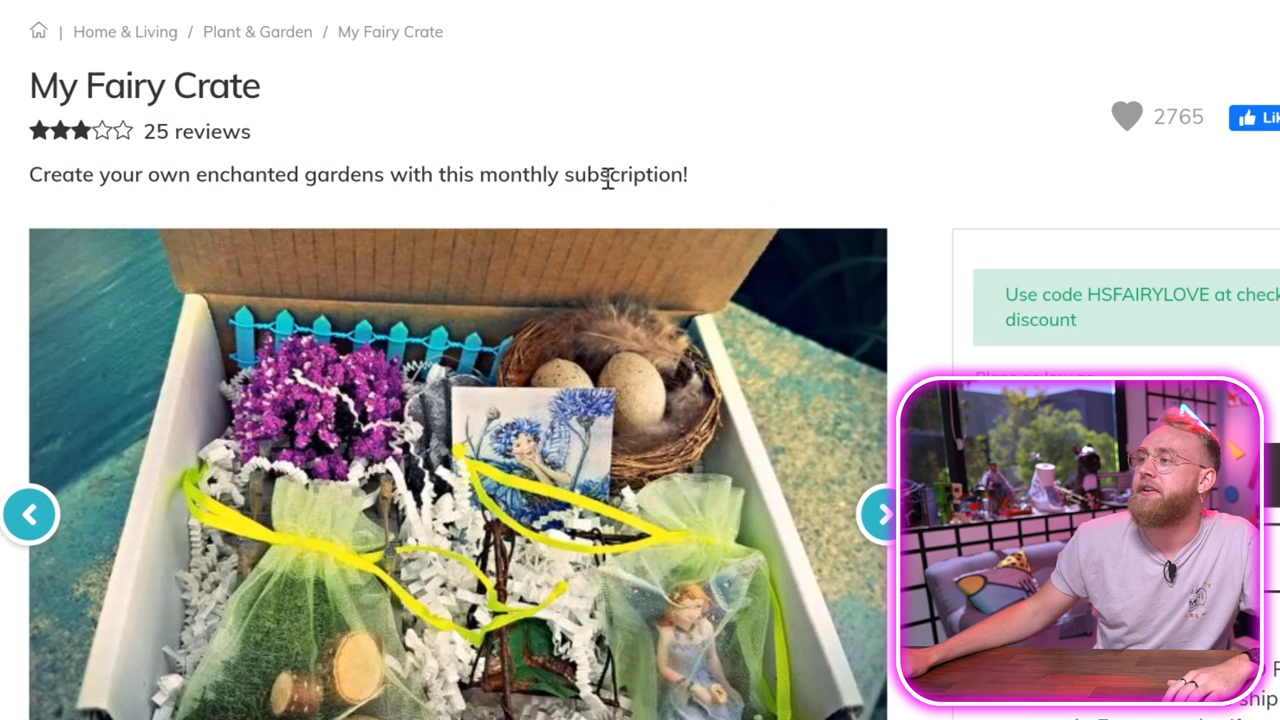 | Home & Living / Plant & Garden / My Fairy Crate
My Fairy Crate
25 reviews
2765
Create your own enchanted gardens with this monthly subscription!
Use code HSFAIRYLOVE at check
discount
ship